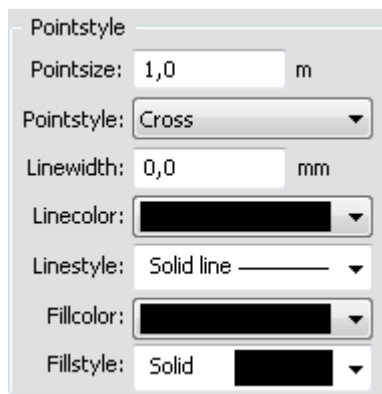 Pointstyle
Pointsize: 1,0 m
Pointstyle: Cross
Linewidth: 0,0 mm
Linecolor:
Linestyle: Solid line
Fillcolor:
Fillstyle: Solid